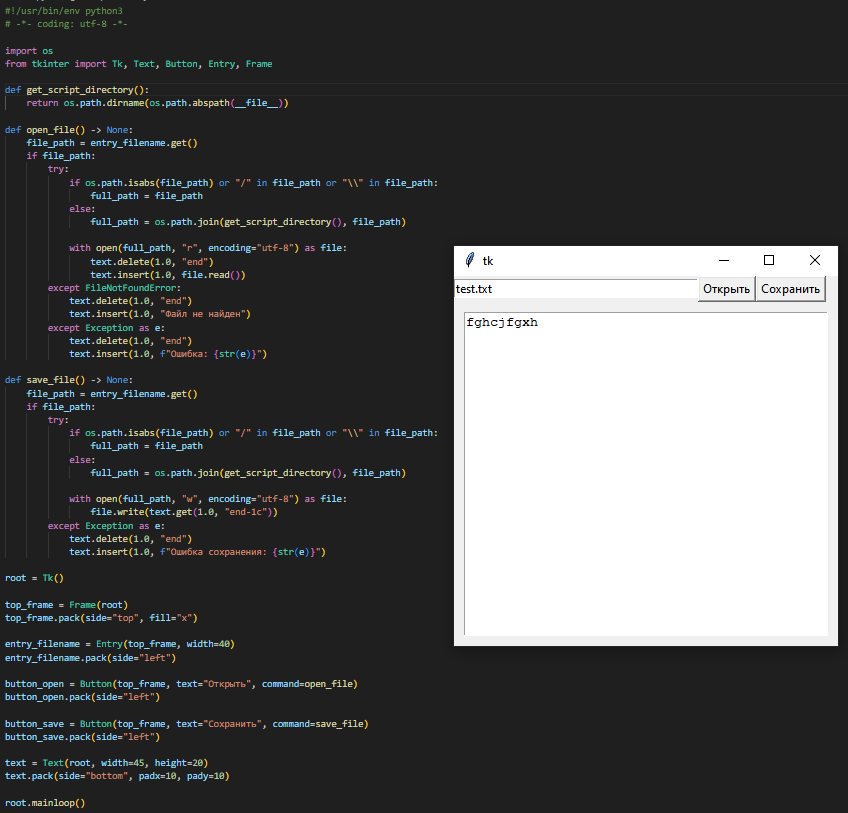 #!/usr/bin/env python3
# -*- coding: utf-8 -*-

import os
from tkinter import Tk, Text, Button, Entry, Frame

def get_script_directory():
    return os.path.dirname(os.path.abspath(__file__))

def open_file() -> None:
    file_path = entry_filename.get()
    if file_path:
        try:
            if os.path.isabs(file_path) or "/" in file_path or "\\" in file_path:
                full_path = file_path
            else:
                full_path = os.path.join(get_script_directory(), file_path)

            with open(full_path, "r", encoding="utf-8") as file:
                text.delete(1.0, "end")
                text.insert(1.0, file.read())
        except FileNotFoundError:
            text.delete(1.0, "end")
            text.insert(1.0, "Файл не найден")
        except Exception as e:
            text.delete(1.0, "end")
            text.insert(1.0, f"Ошибка: {str(e)}")

def save_file() -> None:
    file_path = entry_filename.get()
    if file_path:
        try:
            if os.path.isabs(file_path) or "/" in file_path or "\\" in file_path:
                full_path = file_path
            else:
                full_path = os.path.join(get_script_directory(), file_path)

            with open(full_path, "w", encoding="utf-8") as file:
                file.write(text.get(1.0, "end-1c"))
        except Exception as e:
            text.delete(1.0, "end")
            text.insert(1.0, f"Ошибка сохранения: {str(e)}")

root = Tk()

top_frame = Frame(root)
top_frame.pack(side="top", fill="x")

entry_filename = Entry(top_frame, width=40)
entry_filename.pack(side="left")

button_open = Button(top_frame, text="Открыть", command=open_file)
button_open.pack(side="left")

button_save = Button(top_frame, text="Сохранить", command=save_file)
button_save.pack(side="left")

text = Text(root, width=45, height=20)
text.pack(side="bottom", padx=10, pady=10)

root.mainloop()
tk
test.txt Открыть Сохранить
fghcjfgxh